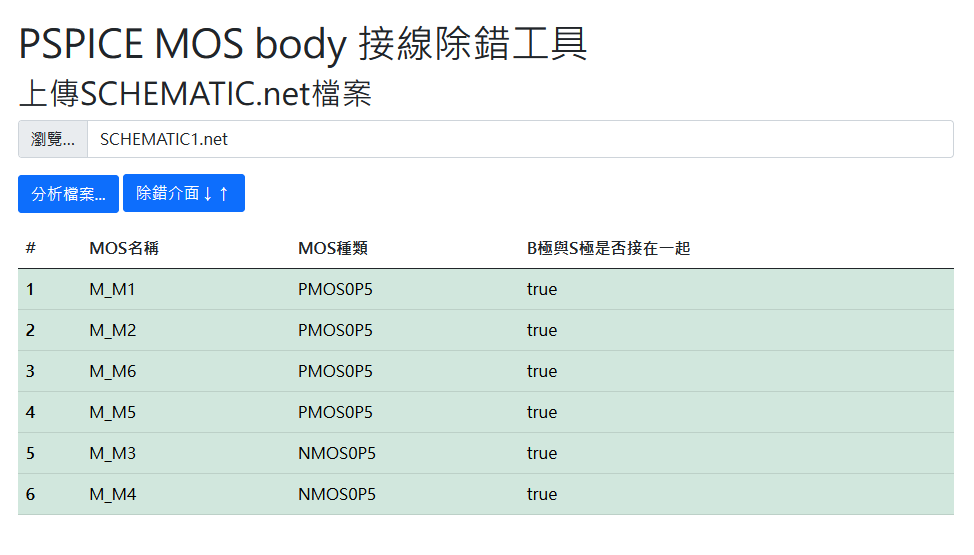 PSPICE MOS body 接線除錯工具
上傳SCHEMATIC.net檔案
瀏覽... SCHEMATIC1.net
分析檔案... 除錯介面↓↑
# MOS名稱 MOS種類 B極與S極是否接在一起
1 M_M1 PMOS0P5 true
2 M_M2 PMOS0P5 true
3 M_M6 PMOS0P5 true
4 M_M5 PMOS0P5 true
5 M_M3 NMOS0P5 true
6 M_M4 NMOS0P5 true